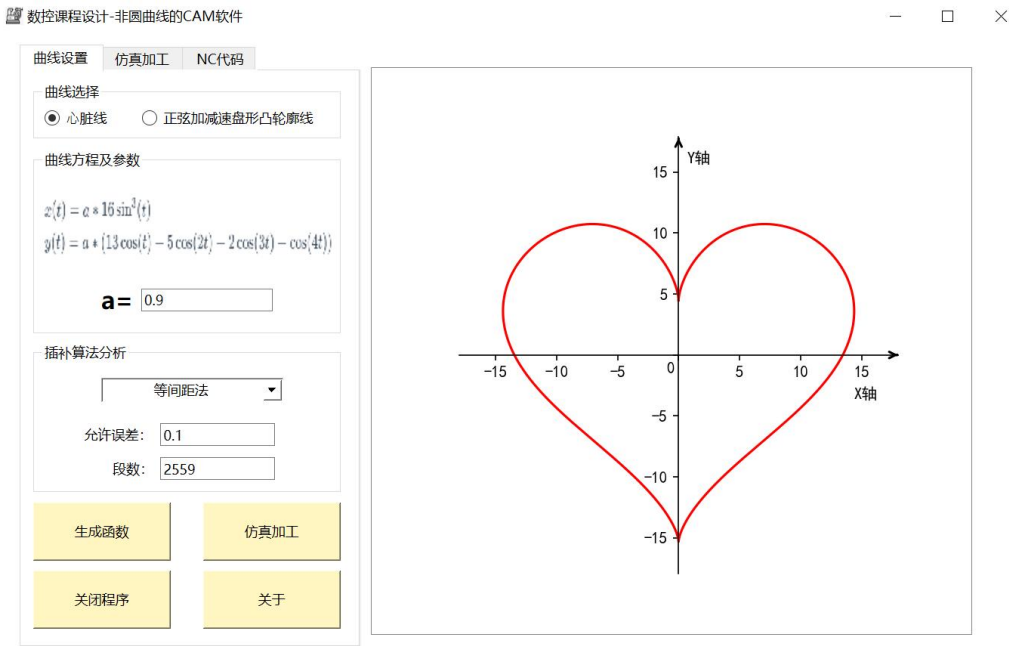 数控课程设计-非圆曲线的CAM软件
曲线设置 仿真加工 NC代码
曲线选择
心脏线 正弦加减速盘形凸轮廓线
曲线方程及参数
x(t) = a * 16 sin³(t)
y(t) = a * (13 cos(t) − 5 cos(2t) − 2 cos(3t) − cos(4t))
a= 0.9
插补算法分析
等间距法
允许误差: 0.1
段数: 2559
生成函数 仿真加工
关闭程序 关于
Y轴
15
10
5
−15 −10 −5 0 5 10 15
X轴
−5
−10
−15